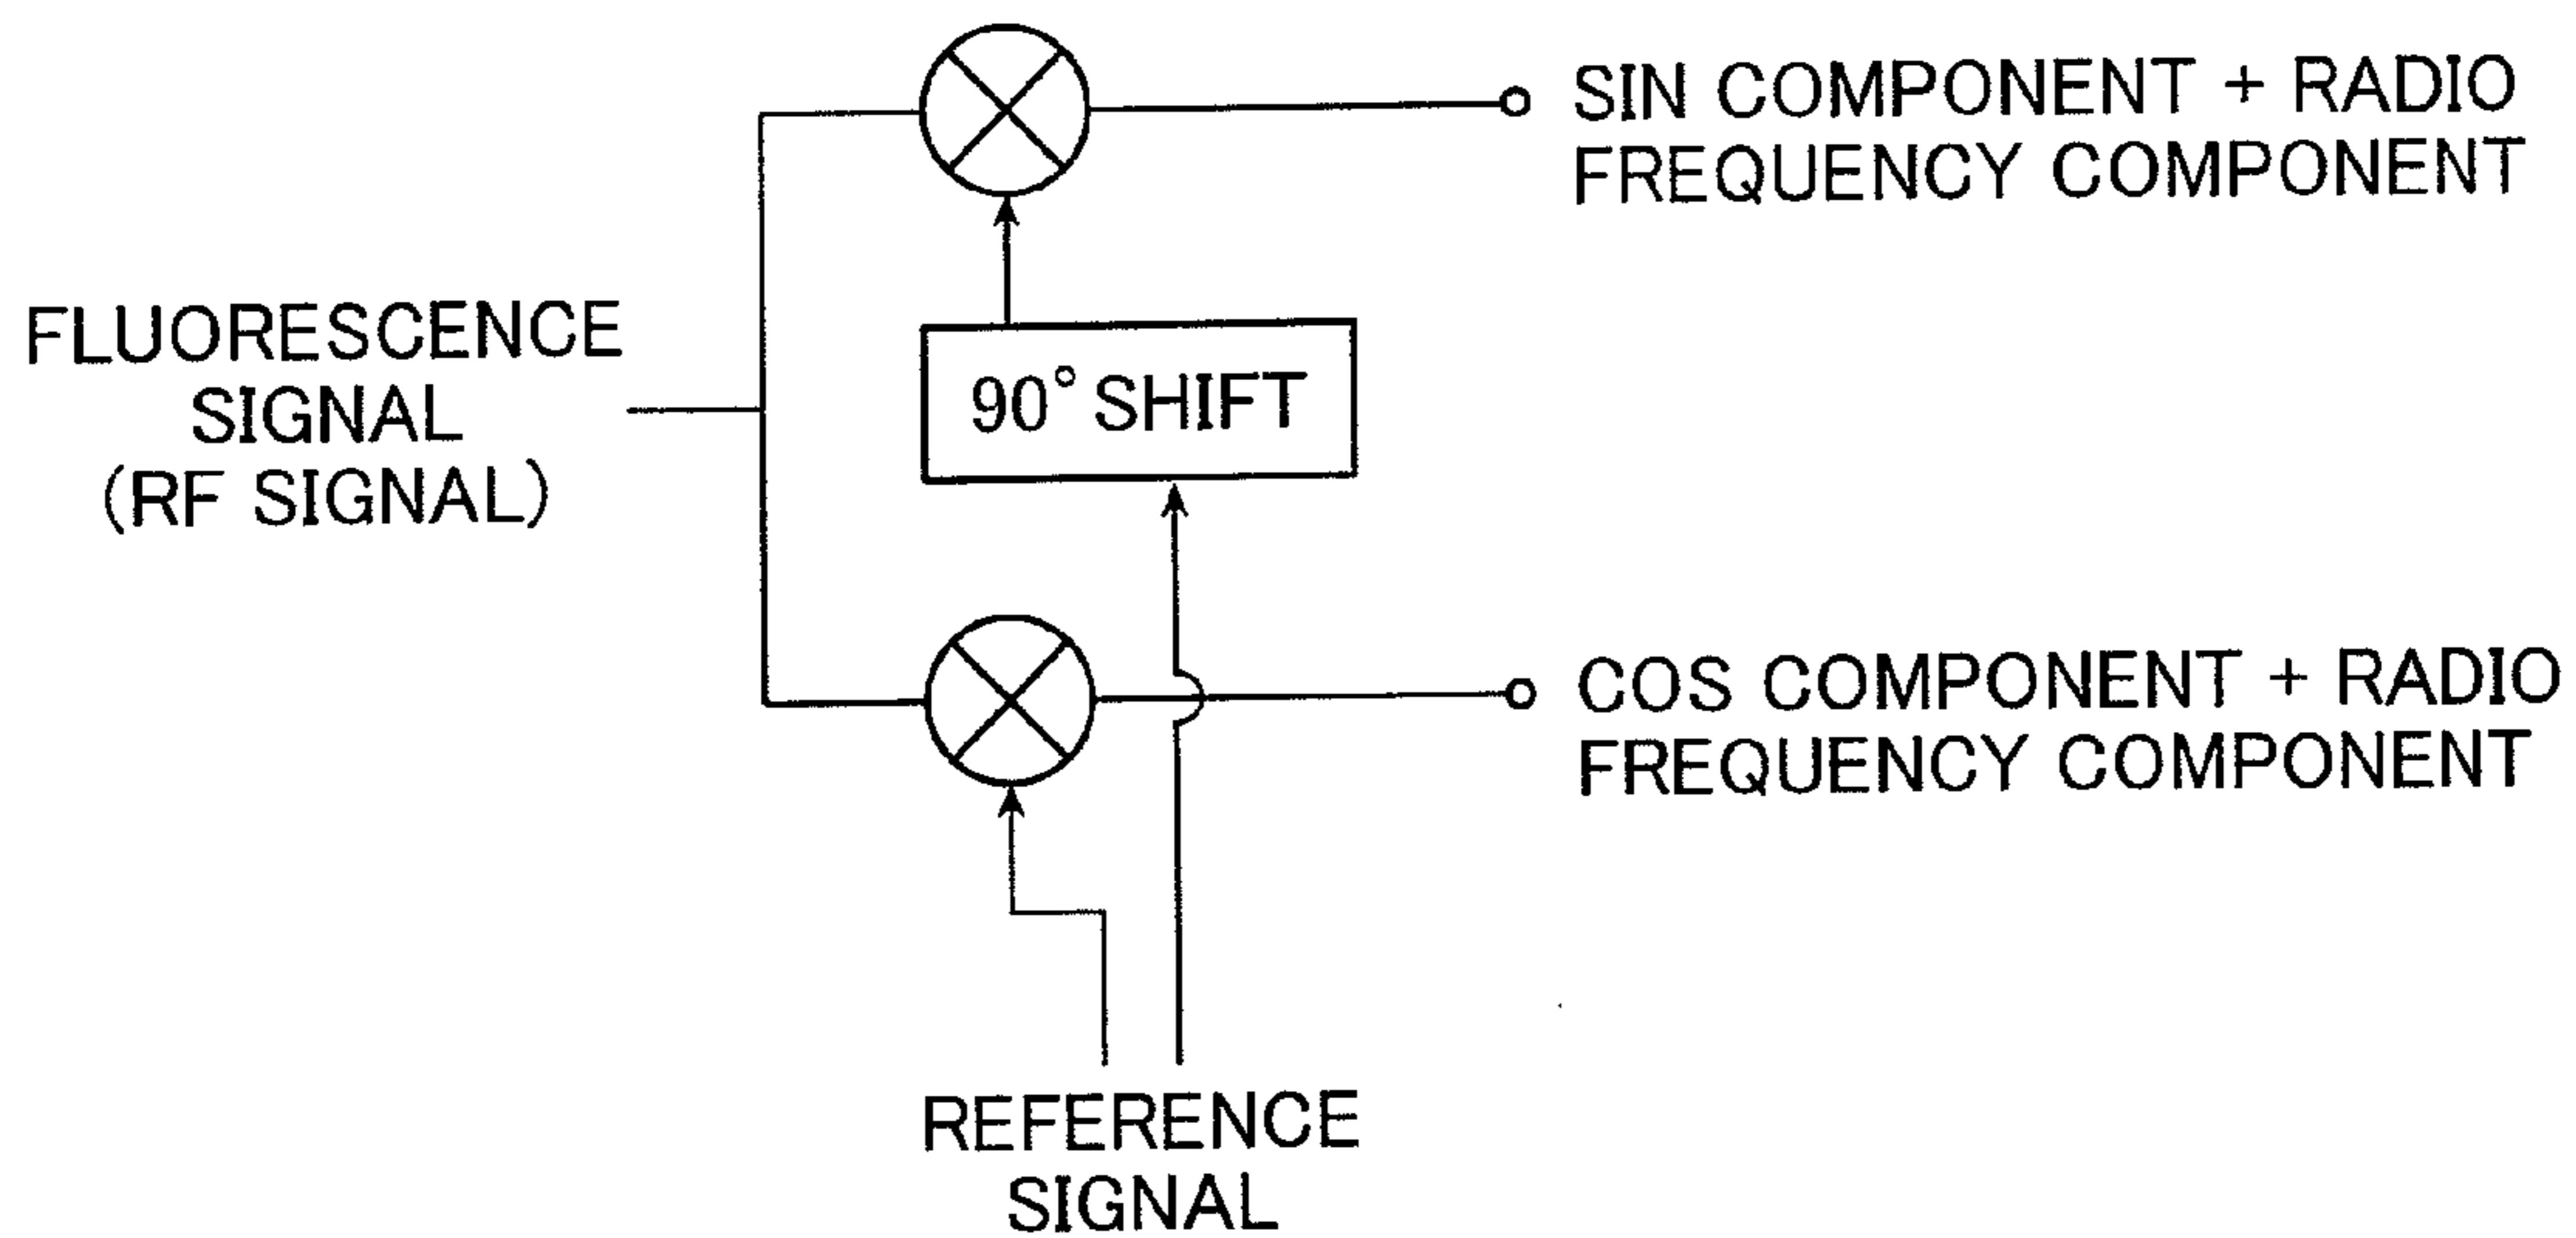 SIN COMPONENT + RADIO
FREQUENCY COMPONENT
FLUORESCENCE
SIGNAL
(RF SIGNAL)
90° SHIFT
COS COMPONENT + RADIO
FREQUENCY COMPONENT
REFERENCE
SIGNAL